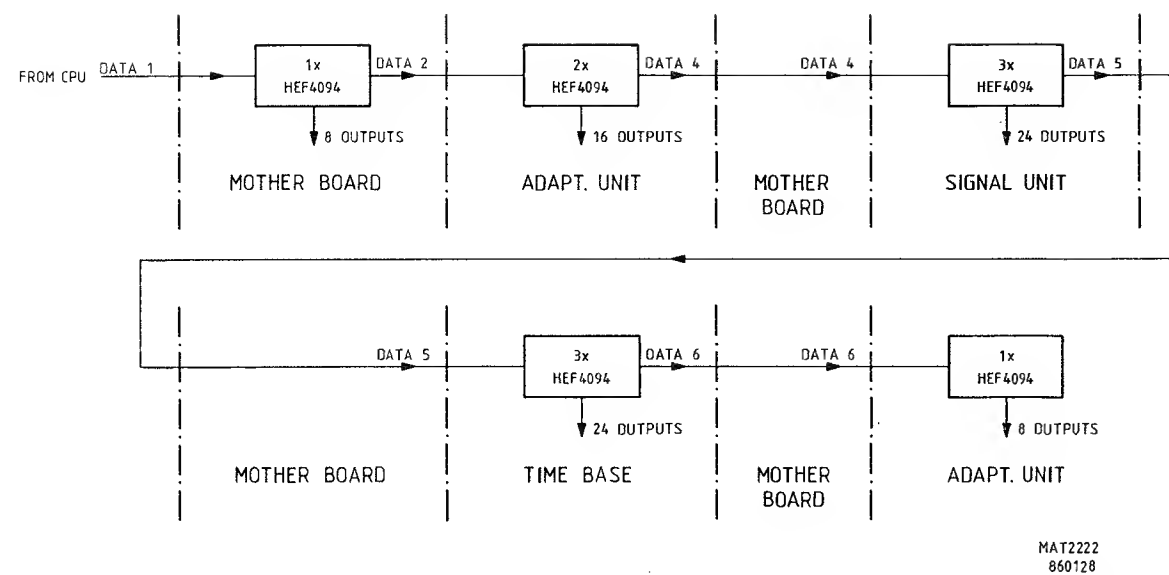 FROM CPU DATA 1
1x
HEF4094
DATA 2
8 OUTPUTS
MOTHER BOARD
2x
HEF4094
DATA 4
16 OUTPUTS
ADAPT. UNIT
DATA 4
MOTHER
BOARD
3x
HEF4094
DATA 5
24 OUTPUTS
SIGNAL UNIT
DATA 5
MOTHER BOARD
3x
HEF4094
DATA 6
24 OUTPUTS
TIME BASE
DATA 6
MOTHER
BOARD
1x
HEF4094
8 OUTPUTS
ADAPT. UNIT
MAT2222
860128